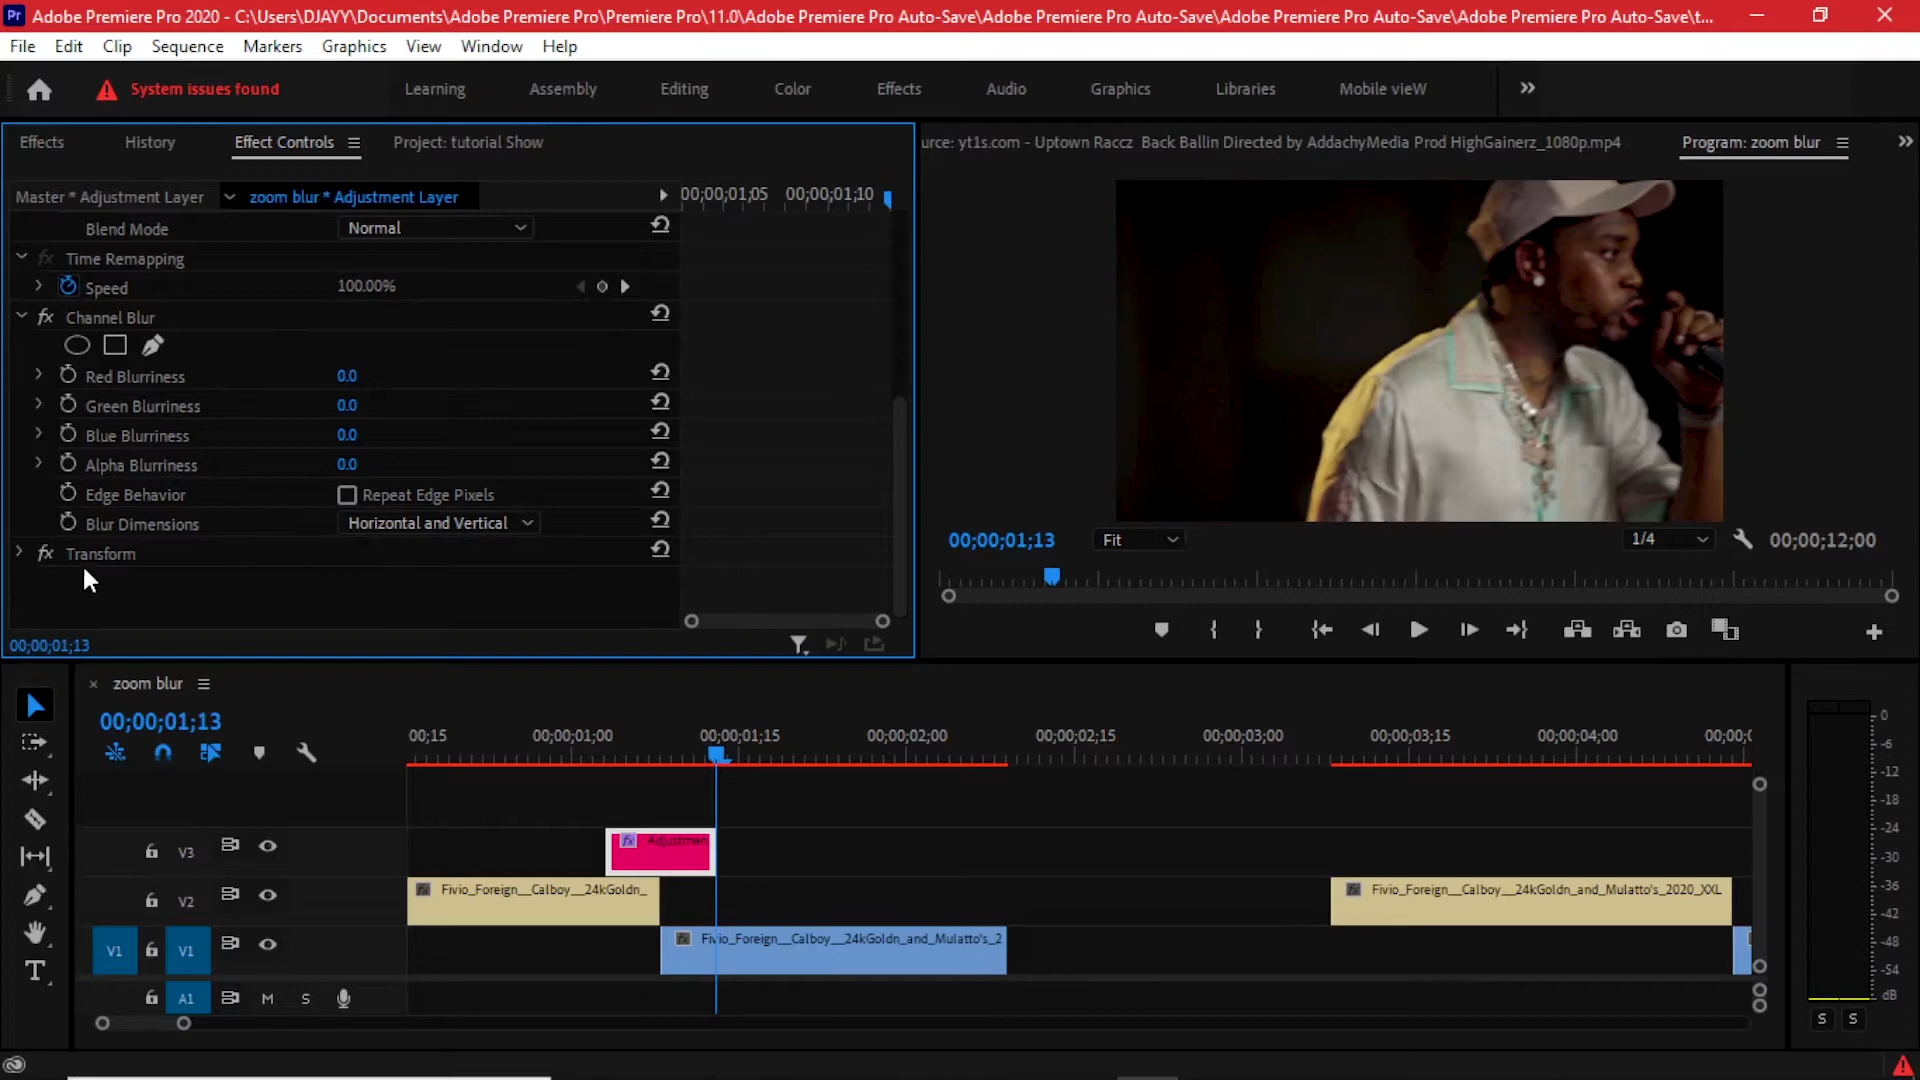 Pr Adobe Premiere Pro 2020 - C:\Users\DJAYY\Documents\Adobe Premiere Pro\Premiere Pro\11.0\Adobe Premiere Pro Auto-Save\Adobe Premiere Pro Auto-Save\Adobe Premiere Pro Auto-Save\Adobe Premiere Pro Auto-Save\t...
File Edit Clip Sequence Markers Graphics View Window Help
System issues found Learning Assembly Editing Color Effects Audio Graphics Libraries Mobile vieW
Effects History Effect Controls Project: tutorial Show
urce: yt1s.com - Uptown Raccz Back Ballin Directed by AddachyMedia Prod HighGainerz_1080p.mp4 Program: zoom blur
Master * Adjustment Layer zoom blur * Adjustment Layer 00;00;01;05 00;00;01;10
Blend Mode Normal
fx Time Remapping
Speed 100.00%
fx Channel Blur
Red Blurriness 0.0
Green Blurriness 0.0
Blue Blurriness 0.0
Alpha Blurriness 0.0
Edge Behavior Repeat Edge Pixels
Blur Dimensions Horizontal and Vertical
fx Transform
00;00;01;13 Fit 1/4 00;00;12;00
00;00;01;13
zoom blur
00;00;01;13
00;15 00;00;01;00 00;00;01;15 00;00;02;00 00;00;02;15 00;00;03;00 00;00;03;15 00;00;04;00 00;00;0
V3 fx Adjustmen
V2 fx Fivio_Foreign__Calboy__24kGoldn_ fx Fivio_Foreign__Calboy__24kGoldn_and_Mulatto's_2020_XXL
V1 V1 fx Fivio_Foreign__Calboy__24kGoldn_and_Mulatto's_2
A1 M S
0
-6
-12
-18
-24
-30
-36
-42
-48
-54
dB
S S